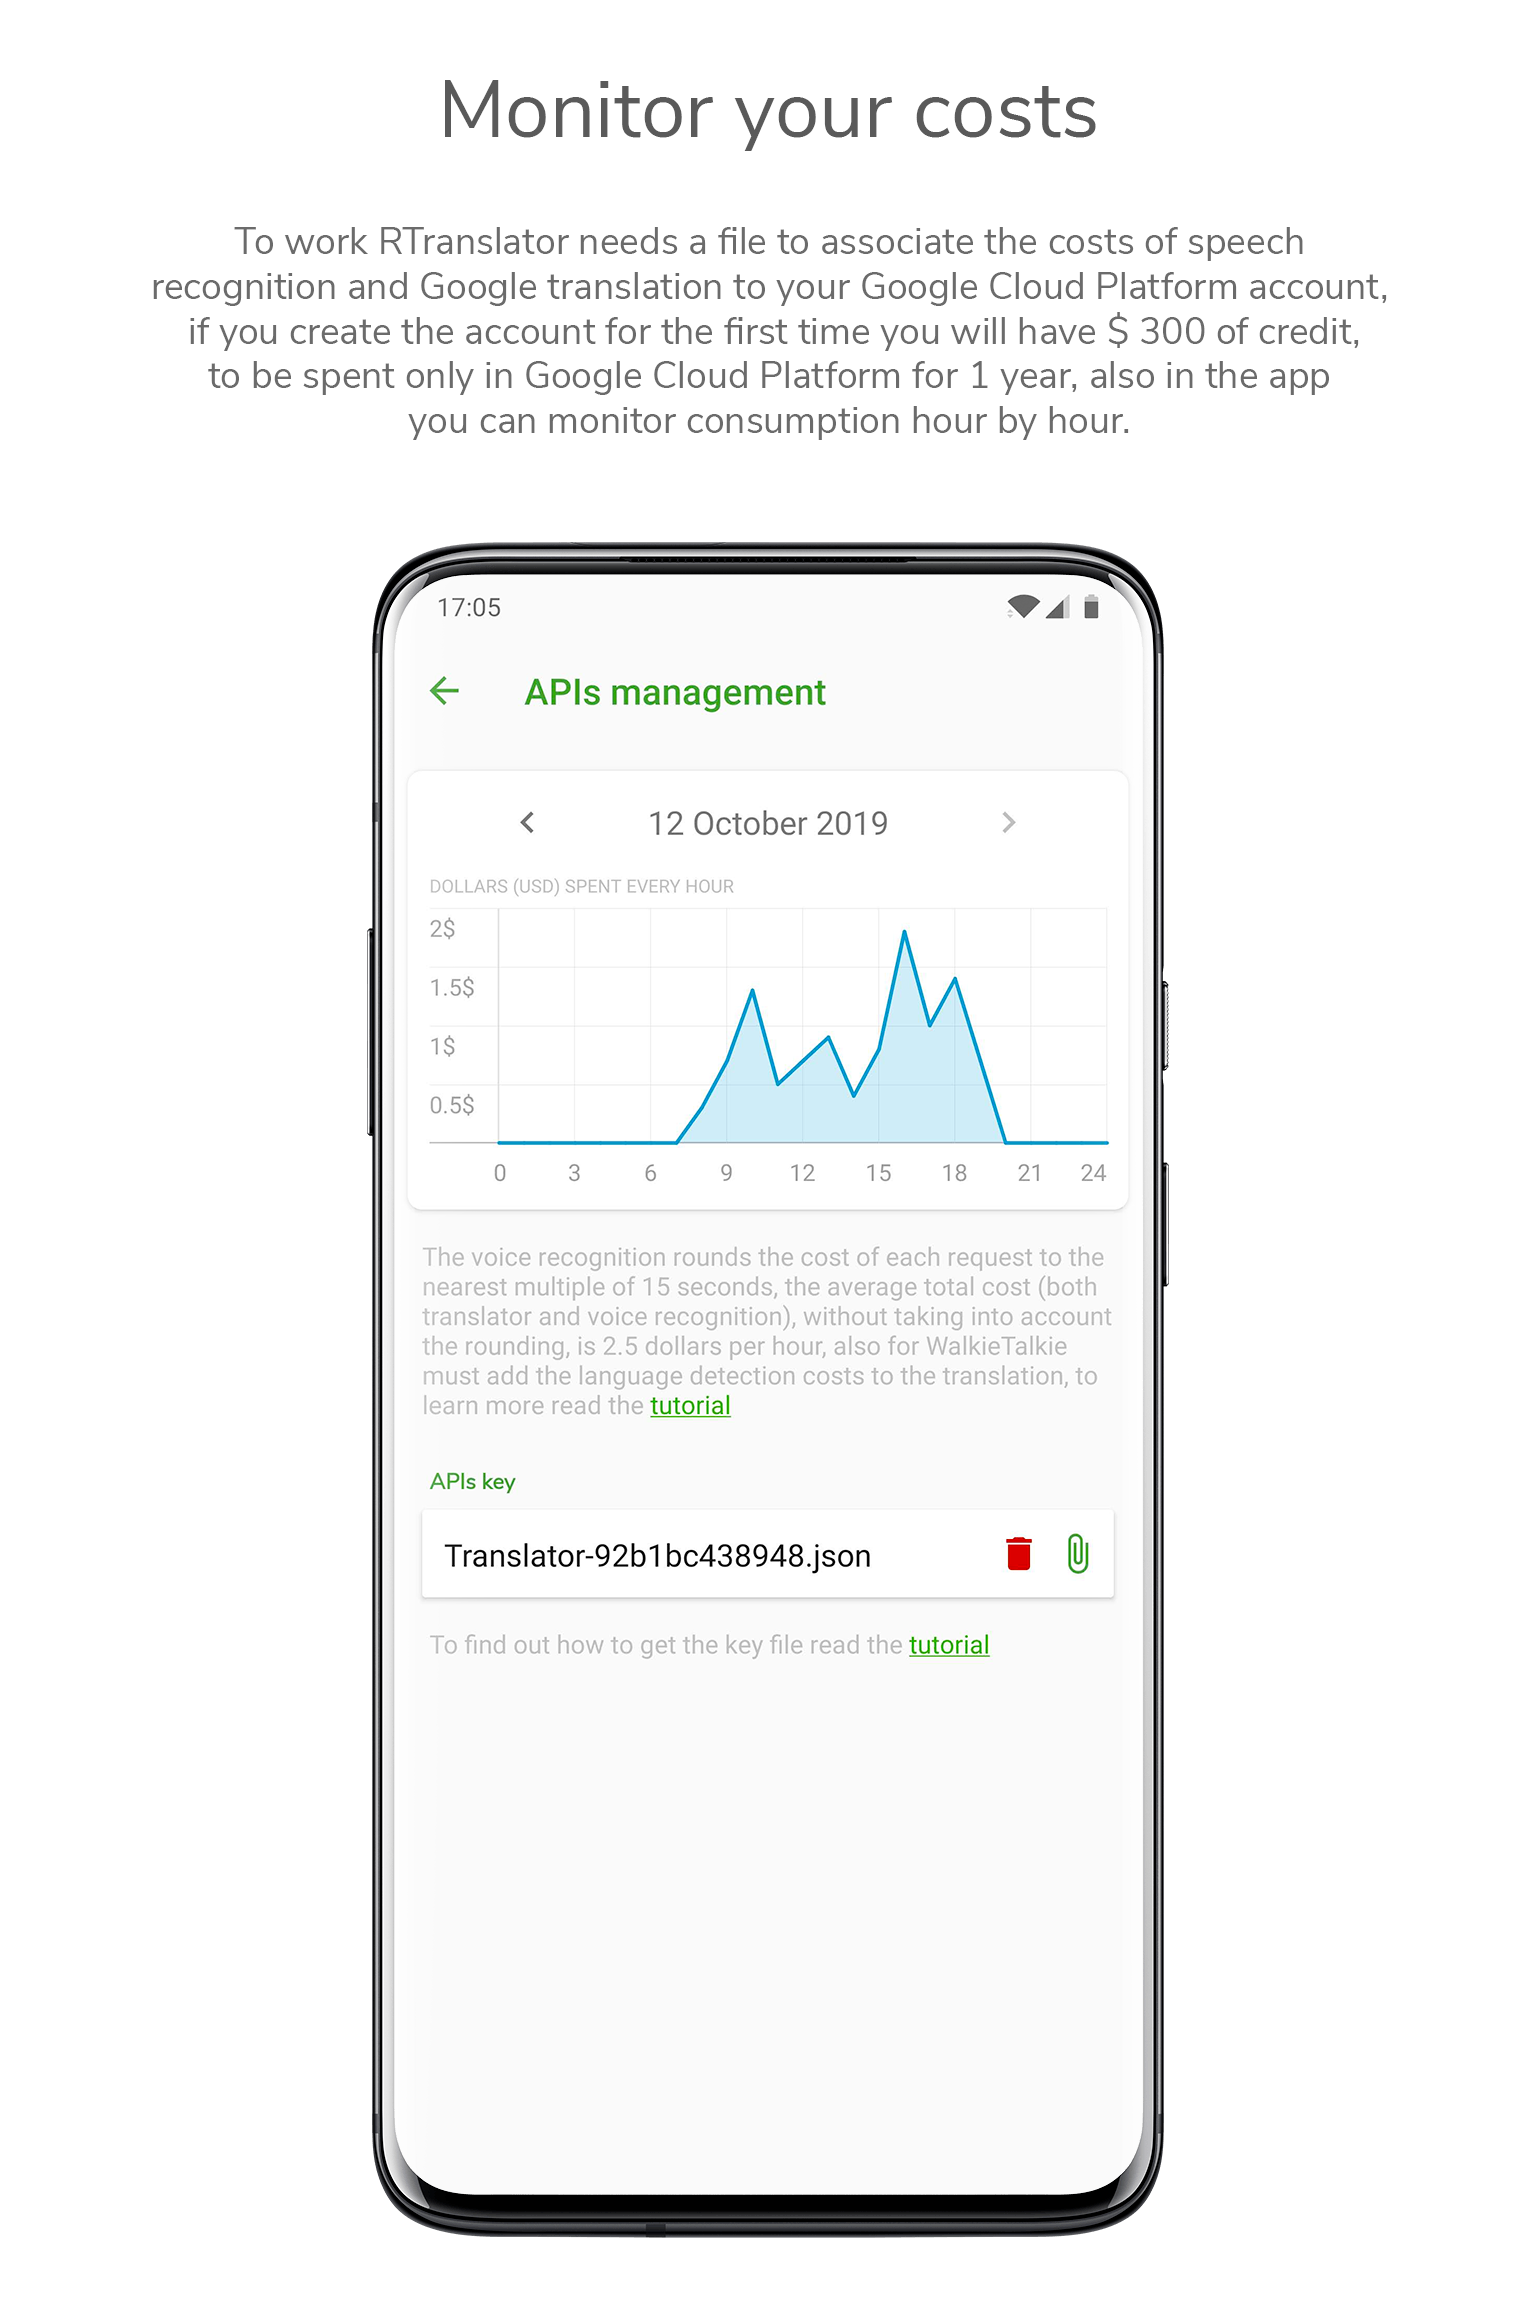 Monitor your costs
To work RTranslator needs a file to associate the costs of speech
recognition and Google translation to your Google Cloud Platform account,
if you create the account for the first time you will have $ 300 of credit,
to be spent only in Google Cloud Platform for 1 year, also in the app
you can monitor consumption hour by hour.
17:05
APIs management
12 October 2019
DOLLARS (USD) SPENT EVERY HOUR
2$
1.5$
1$
0.5$
0 3 6 9 12 15 18 21 24
The voice recognition rounds the cost of each request to the
nearest multiple of 15 seconds, the average total cost (both
translator and voice recognition), without taking into account
the rounding, is 2.5 dollars per hour, also for WalkieTalkie
must add the language detection costs to the translation, to
learn more read the tutorial
APIs key
Translator-92b1bc438948.json
To find out how to get the key file read the tutorial